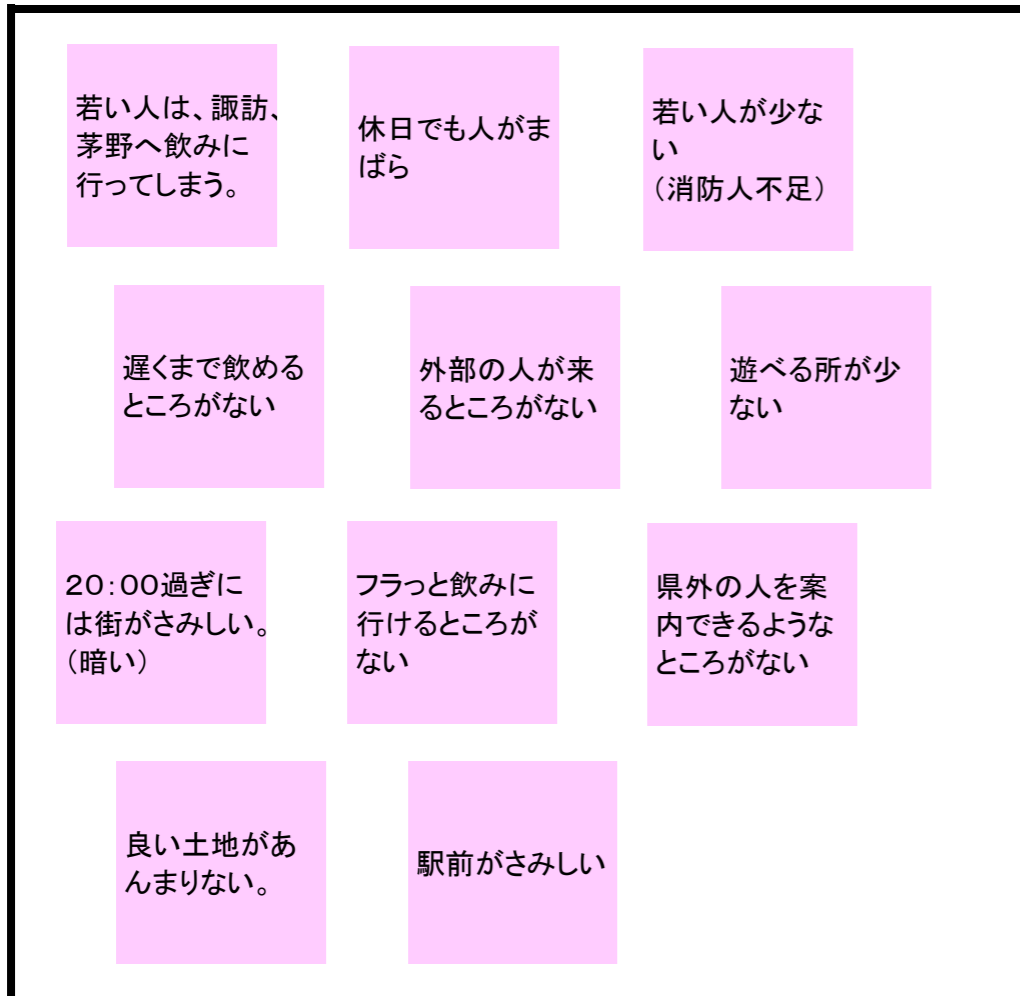 若い人は、諏訪、
茅野へ飲みに
行ってしまう。
休日でも人がま
ばら
若い人が少な
い
（消防人不足）
遅くまで飲める
ところがない
外部の人が来
るところがない
遊べる所が少
ない
２０：００過ぎに
は街がさみしい。
（暗い）
フラっと飲みに
行けるところが
ない
県外の人を案
内できるような
ところがない
良い土地があ
んまりない。
駅前がさみしい